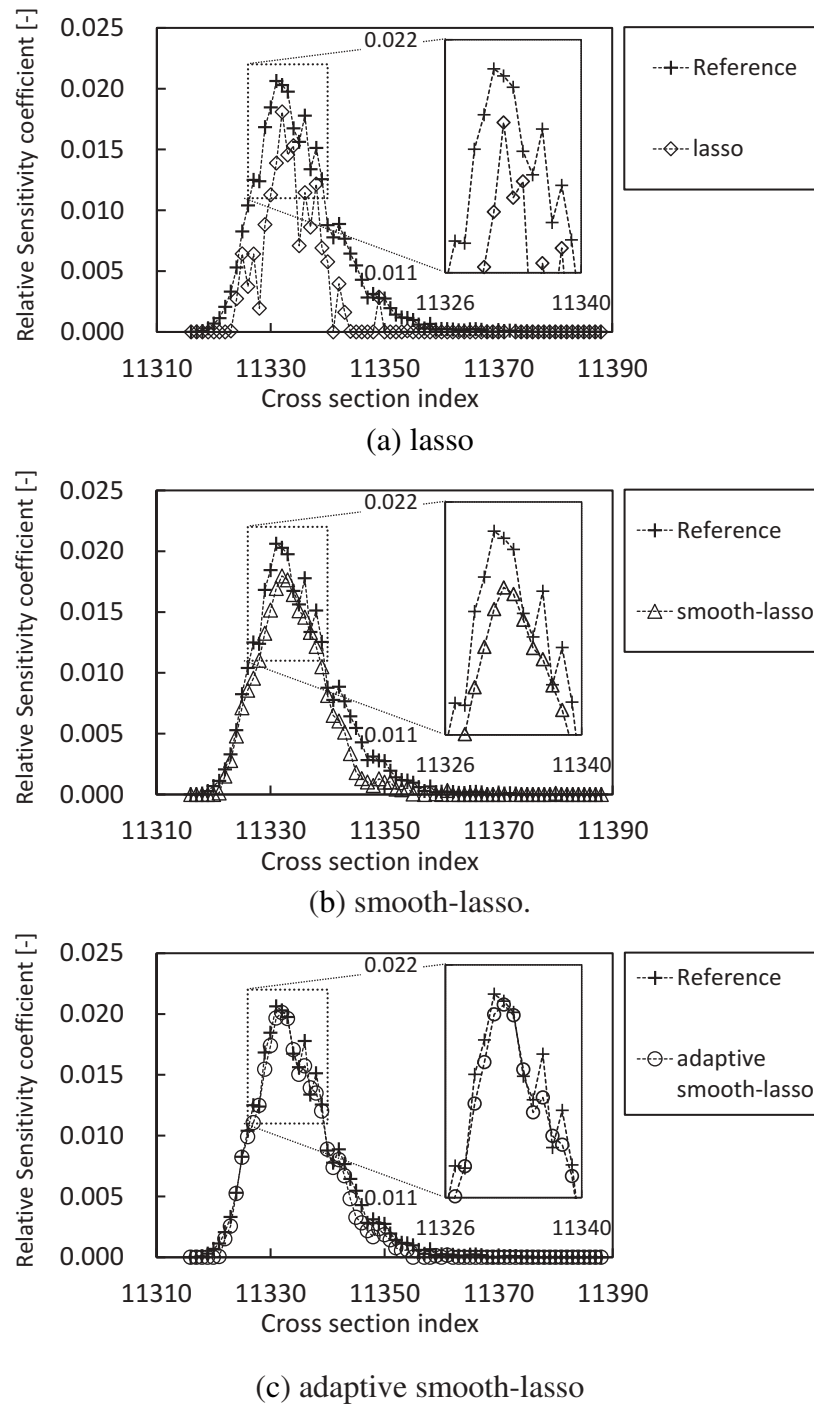 0.025
0.020
0.015
0.010
0.005
0.000
Relative Sensitivity coefficient [-]
0.022
0.011
11326 11340
Reference
lasso
11310 11330 11350 11370 11390
Cross section index
(a) lasso
0.025
0.020
0.015
0.010
0.005
0.000
Relative Sensitivity coefficient [-]
0.022
0.011
11326 11340
Reference
smooth-lasso
11310 11330 11350 11370 11390
Cross section index
(b) smooth-lasso.
0.025
0.020
0.015
0.010
0.005
0.000
Relative Sensitivity coefficient [-]
0.022
0.011
11326 11340
Reference
adaptive
smooth-lasso
11310 11330 11350 11370 11390
Cross section index
(c) adaptive smooth-lasso